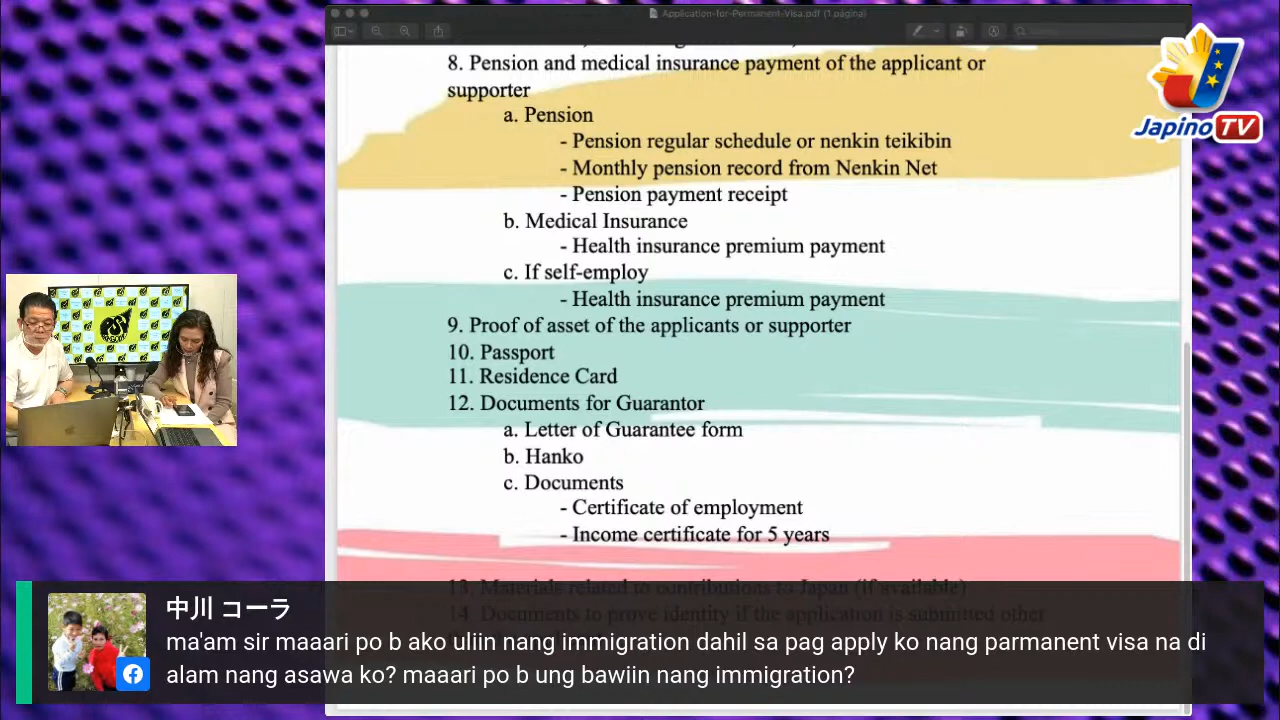 Application-for-Permanent-Visa.pdf (1 página)
8. Pension and medical insurance payment of the applicant or
supporter
a. Pension
- Pension regular schedule or nenkin teikibin
- Monthly pension record from Nenkin Net
- Pension payment receipt
b. Medical Insurance
- Health insurance premium payment
c. If self-employ
- Health insurance premium payment
9. Proof of asset of the applicants or supporter
10. Passport
11. Residence Card
12. Documents for Guarantor
a. Letter of Guarantee form
b. Hanko
c. Documents
- Certificate of employment
- Income certificate for 5 years
13. Materials related to contributions to Japan (if available)
14. Documents to prove identity if the application is submitted other
Japino TV
中川 コーラ
ma'am sir maaari po b ako uliin nang immigration dahil sa pag apply ko nang parmanent visa na di
alam nang asawa ko? maaari po b ung bawiin nang immigration?